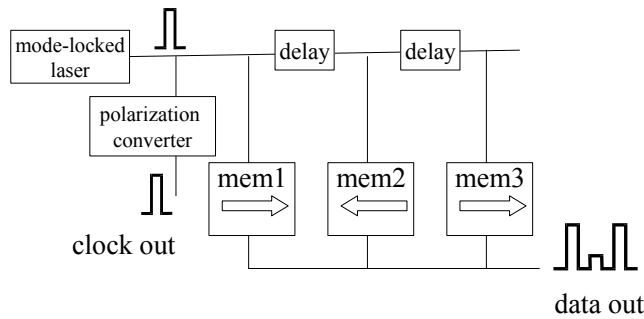 mode-locked
laser
delay
delay
polarization
converter
mem1
mem2
mem3
clock out
data out